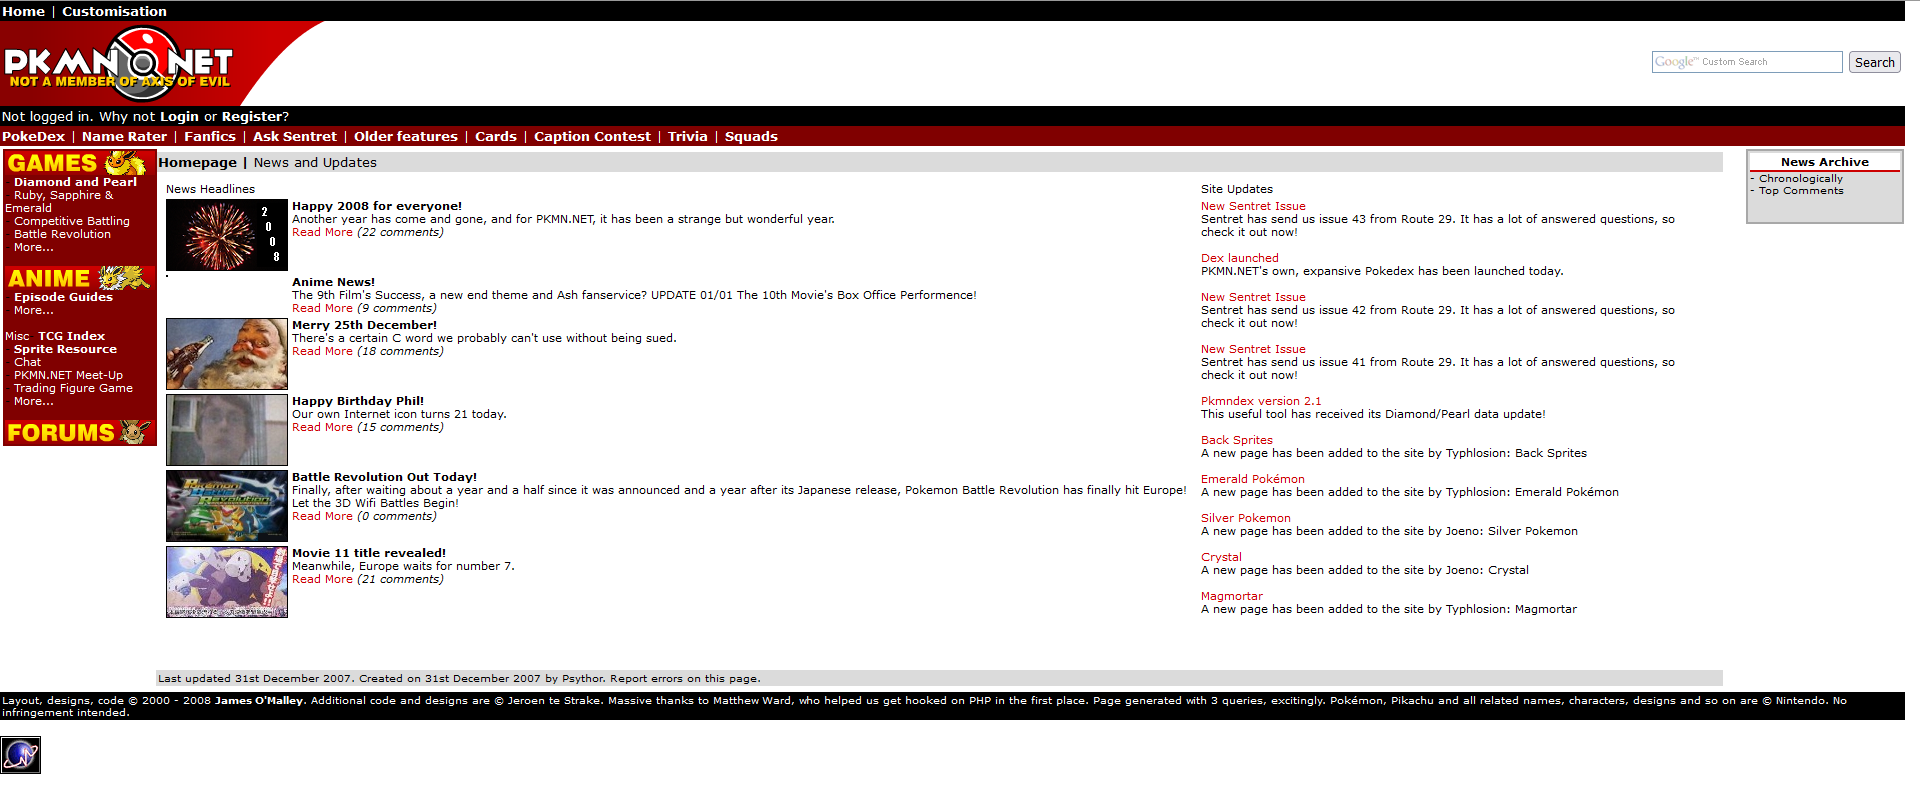 Home | Customisation
PKMN NET
NOT A MEMBER OF AXIS OF EVIL
Google™ Custom Search
Search
Not logged in. Why not Login or Register?
PokeDex | Name Rater | Fanfics | Ask Sentret | Older features | Cards | Caption Contest | Trivia | Squads
GAMES
- Diamond and Pearl
- Ruby, Sapphire &
Emerald
- Competitive Battling
- Battle Revolution
- More...
ANIME
- Episode Guides
- More...
Misc- TCG Index
- Sprite Resource
- Chat
- PKMN.NET Meet-Up
- Trading Figure Game
- More...
FORUMS
Homepage | News and Updates
News Headlines
2
0
0
8
Happy 2008 for everyone!
Another year has come and gone, and for PKMN.NET, it has been a strange but wonderful year.
Read More (22 comments)
Anime News!
The 9th Film's Success, a new end theme and Ash fanservice? UPDATE 01/01 The 10th Movie's Box Office Performence!
Read More (9 comments)
Merry 25th December!
There's a certain C word we probably can't use without being sued.
Read More (18 comments)
Happy Birthday Phil!
Our own Internet icon turns 21 today.
Read More (15 comments)
Pokémon
Battle
Revolution
Battle Revolution Out Today!
Finally, after waiting about a year and a half since it was announced and a year after its Japanese release, Pokemon Battle Revolution has finally hit Europe!
Let the 3D Wifi Battles Begin!
Read More (0 comments)
Movie 11 title revealed!
Meanwhile, Europe waits for number 7.
Read More (21 comments)
Site Updates
New Sentret Issue
Sentret has send us issue 43 from Route 29. It has a lot of answered questions, so
check it out now!
Dex launched
PKMN.NET's own, expansive Pokedex has been launched today.
New Sentret Issue
Sentret has send us issue 42 from Route 29. It has a lot of answered questions, so
check it out now!
New Sentret Issue
Sentret has send us issue 41 from Route 29. It has a lot of answered questions, so
check it out now!
Pkmndex version 2.1
This useful tool has received its Diamond/Pearl data update!
Back Sprites
A new page has been added to the site by Typhlosion: Back Sprites
Emerald Pokémon
A new page has been added to the site by Typhlosion: Emerald Pokémon
Silver Pokemon
A new page has been added to the site by Joeno: Silver Pokemon
Crystal
A new page has been added to the site by Joeno: Crystal
Magmortar
A new page has been added to the site by Typhlosion: Magmortar
News Archive
- Chronologically
- Top Comments
Last updated 31st December 2007. Created on 31st December 2007 by Psythor. Report errors on this page.
Layout, designs, code © 2000 - 2008 James O'Malley. Additional code and designs are © Jeroen te Strake. Massive thanks to Matthew Ward, who helped us get hooked on PHP in the first place. Page generated with 3 queries, excitingly. Pokémon, Pikachu and all related names, characters, designs and so on are © Nintendo. No
infringement intended.
N